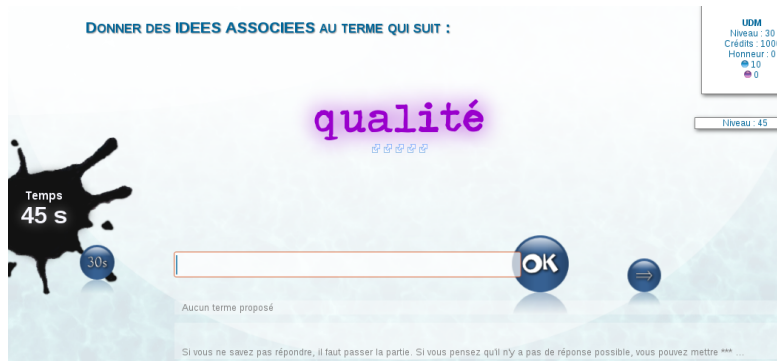 DONNER DES IDEES ASSOCIEES AU TERME QUI SUIT :
UDM
Niveau : 30
Crédits : 1000
Honneur : 0
10
0
qualité
Niveau : 45
Temps
45 s
30s
OK
⇒
Aucun terme proposé
Si vous ne savez pas répondre, il faut passer la partie. Si vous pensez qu'il n'y a pas de réponse possible, vous pouvez mettre *** ...